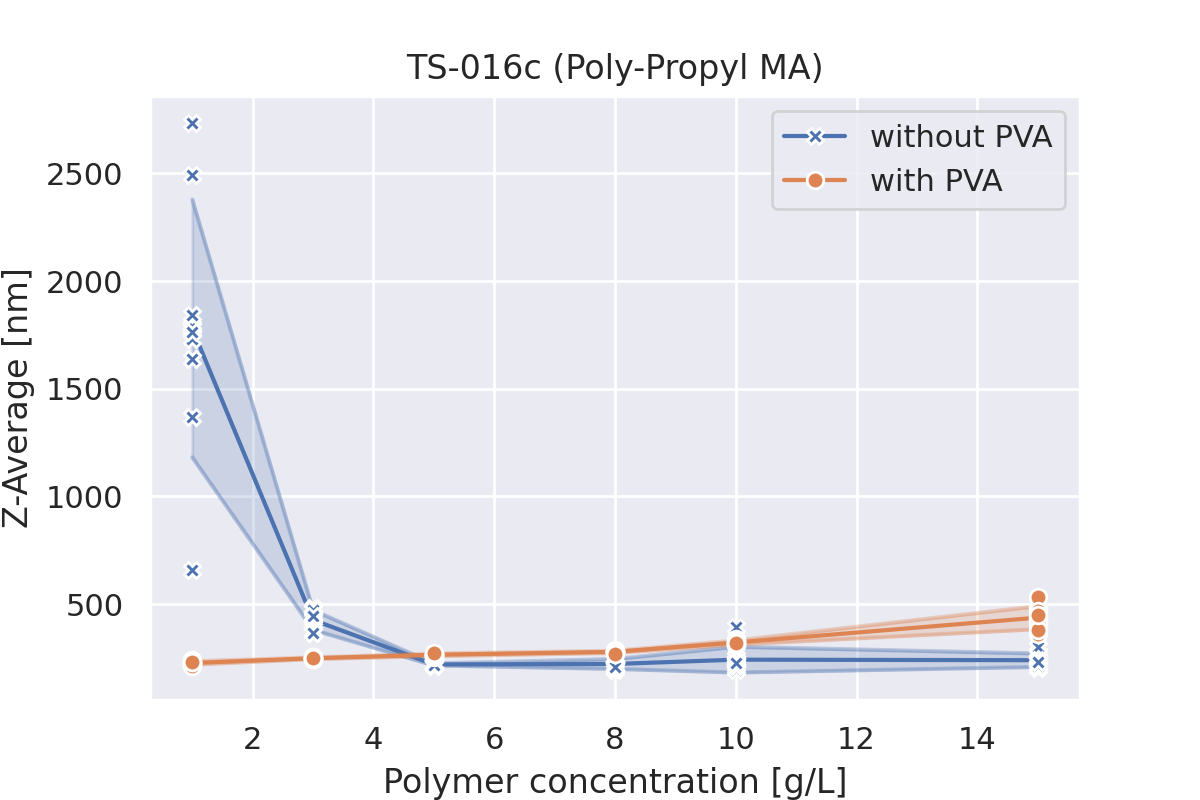 TS-016c (Poly-Propyl MA)
without PVA
with PVA
Z-Average [nm]
2500
2000
1500
1000
500
2 4 6 8 10 12 14
Polymer concentration [g/L]